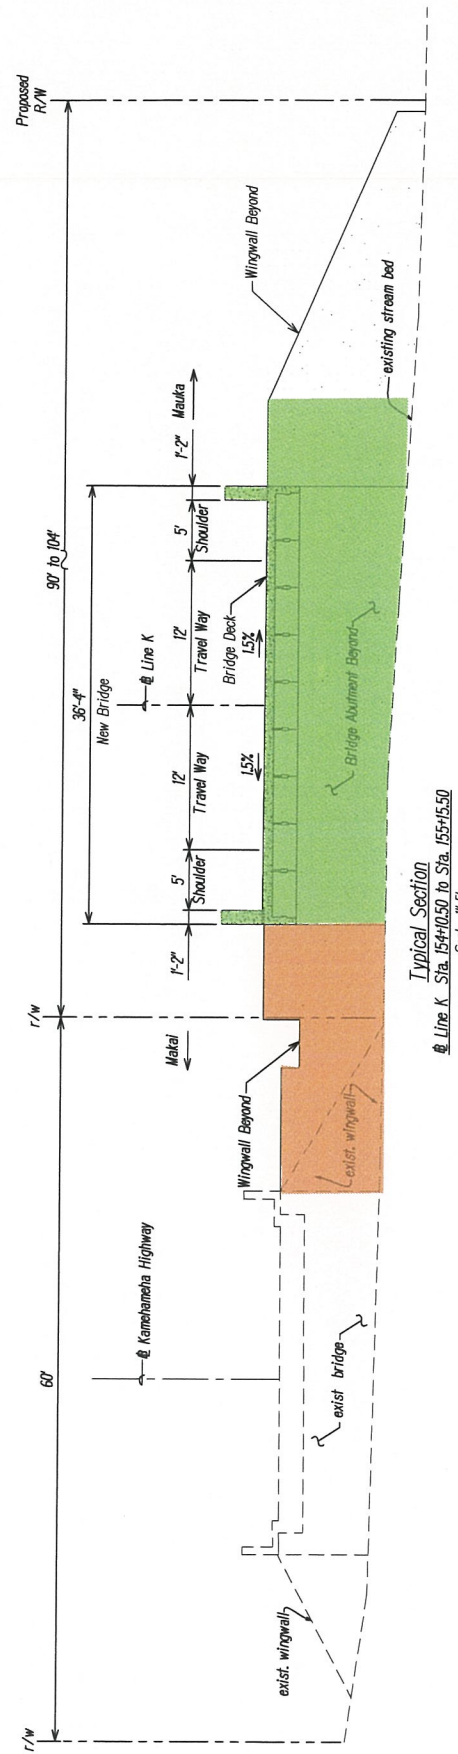 r/w
60'
r/w
90' to 104'
Proposed
R/W
36'-4"
New Bridge
℄ Kamehameha Highway
℄ Line K
Makai
1'-2"
5'
Shoulder
12'
Travel Way
12'
Travel Way
5'
Shoulder
1'-2"
Mauka
Wingwall Beyond
1.5%
Bridge Deck
1.5%
Wingwall Beyond
exist. wingwall
exist bridge
exist. wingwall
Bridge Abutment Beyond
existing stream bed
Typical Section
℄ Line K Sta. 154+10.50 to Sta. 155+15.50